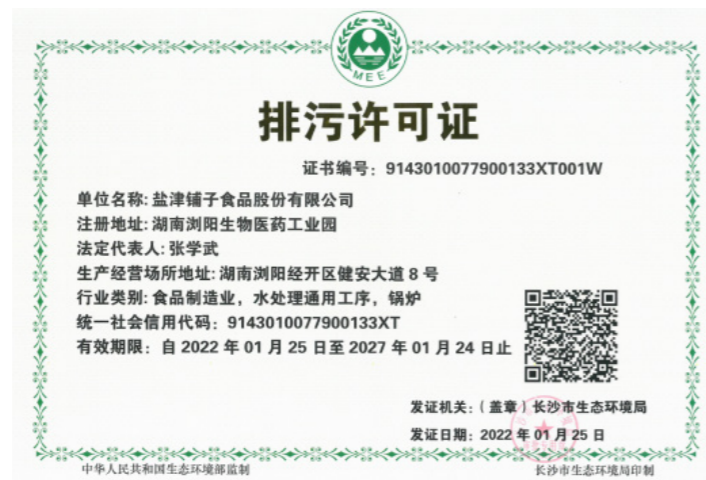 MEE
排污许可证
证书编号：9143010077900133XT001W
单位名称: 盐津铺子食品股份有限公司
注册地址: 湖南浏阳生物医药工业园
法定代表人: 张学武
生产经营场所地址: 湖南浏阳经开区健安大道 8 号
行业类别: 食品制造业，水处理通用工序，锅炉
统一社会信用代码：9143010077900133XT
有效期限：自 2022 年 01 月 25 日至 2027 年 01 月 24 日止
发证机关：（盖章）长沙市生态环境局
发证日期：2022 年 01 月 25 日
中华人民共和国生态环境部监制
长沙市生态环境局印制